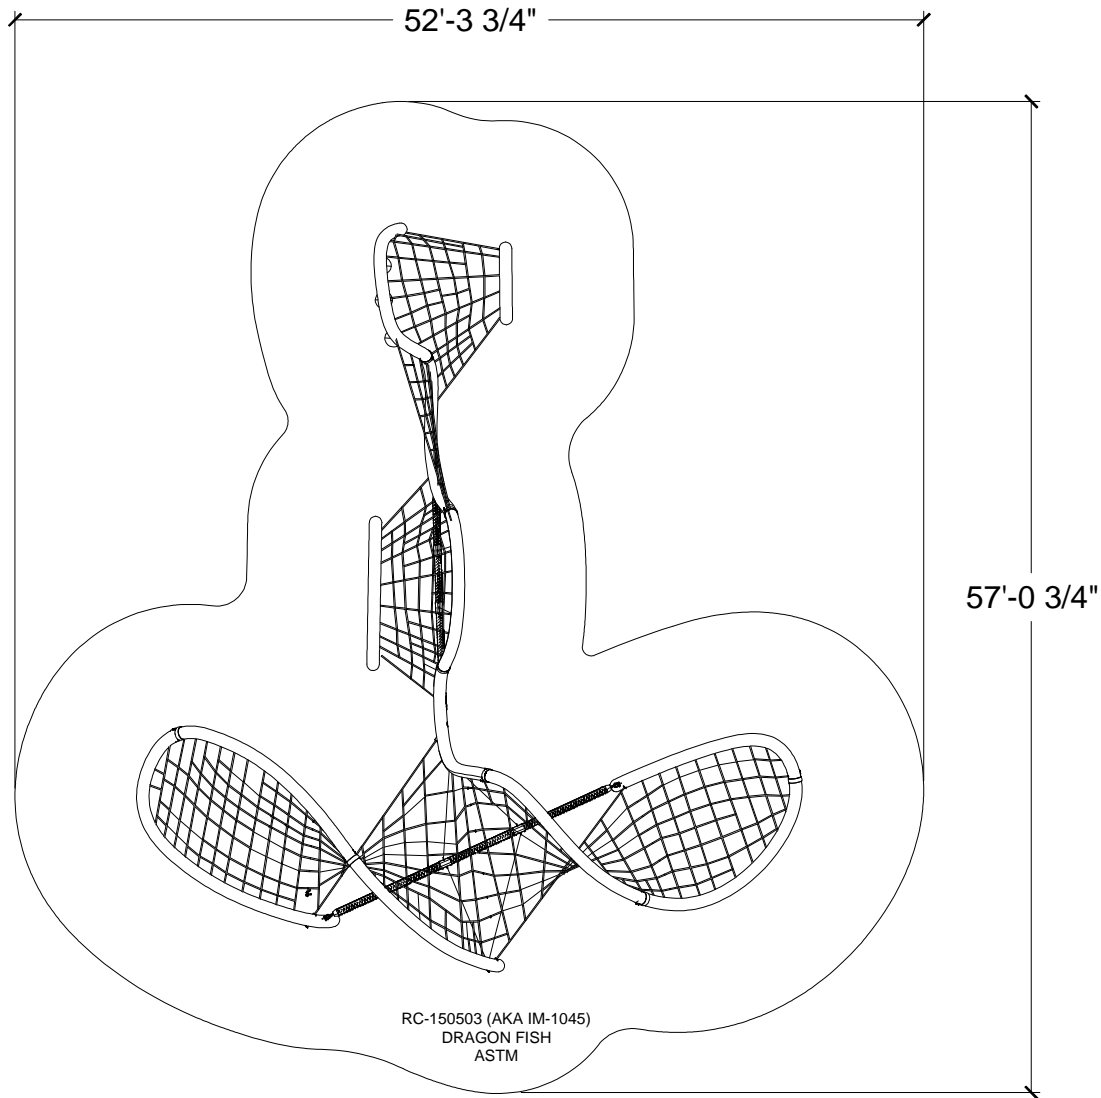 52'-3 3/4"
57'-0 3/4"
RC-150503 (AKA IM-1045)
DRAGON FISH
ASTM